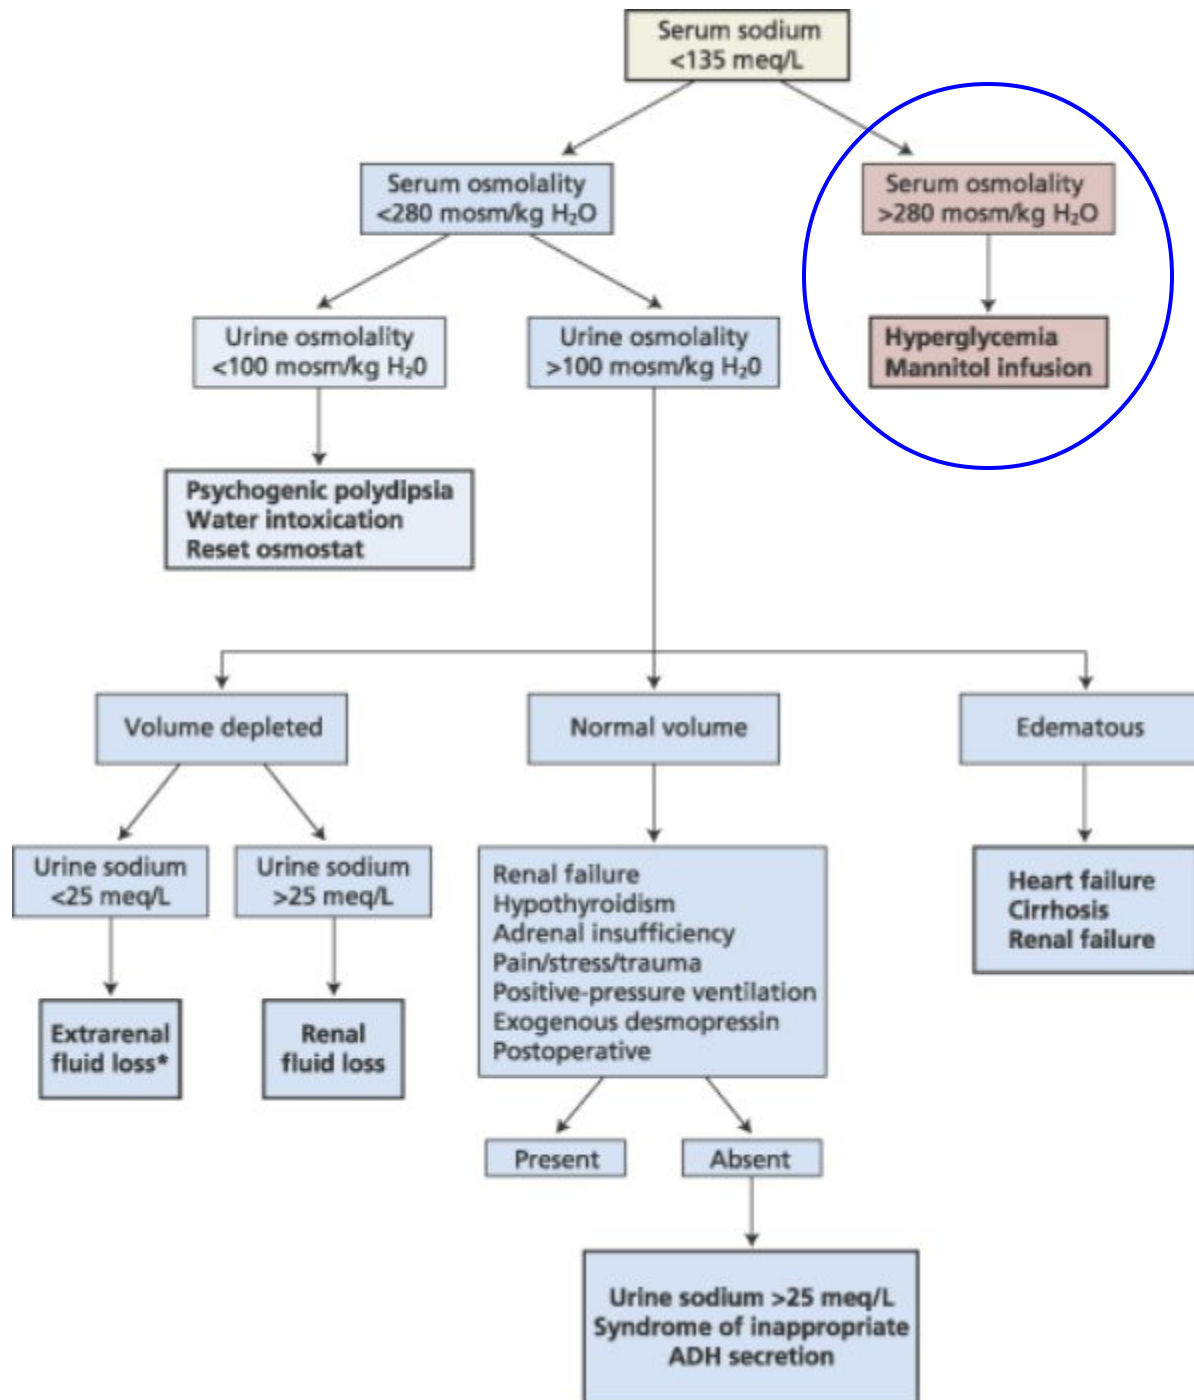 Serum sodium
<135 meq/L
Serum osmolality
<280 mosm/kg H₂O
Serum osmolality
>280 mosm/kg H₂O
Urine osmolality
<100 mosm/kg H₂0
Urine osmolality
>100 mosm/kg H₂0
Hyperglycemia
Mannitol infusion
Psychogenic polydipsia
Water intoxication
Reset osmostat
Volume depleted
Normal volume
Edematous
Urine sodium
<25 meq/L
Urine sodium
>25 meq/L
Renal failure
Hypothyroidism
Adrenal insufficiency
Pain/stress/trauma
Positive-pressure ventilation
Exogenous desmopressin
Postoperative
Heart failure
Cirrhosis
Renal failure
Extrarenal
fluid loss*
Renal
fluid loss
Present
Absent
Urine sodium >25 meq/L
Syndrome of inappropriate
ADH secretion